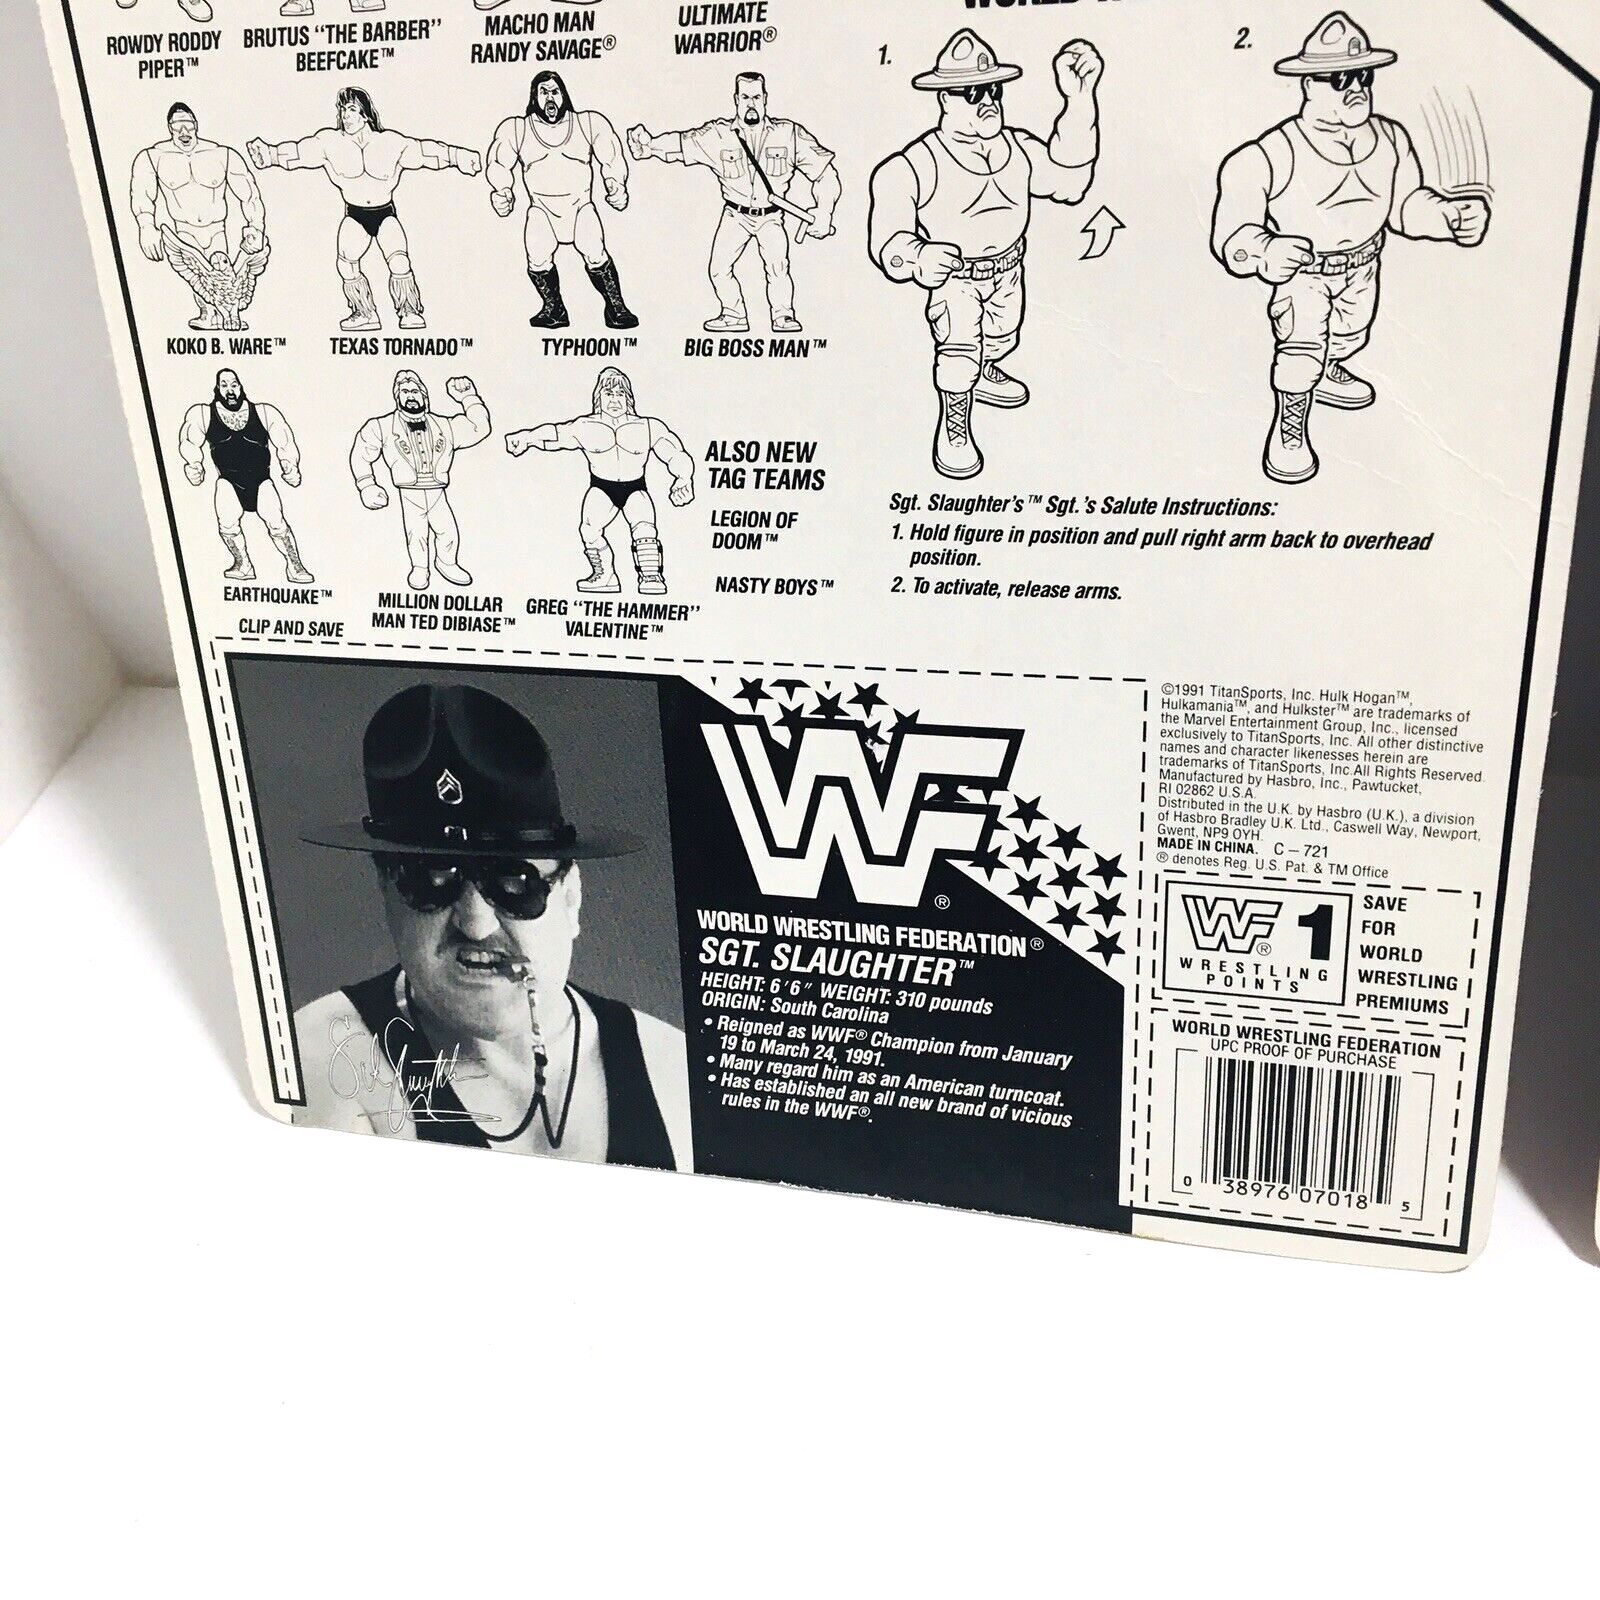 ROWDY RODDY
PIPER™
BRUTUS "THE BARBER"
BEEFCAKE™
MACHO MAN
RANDY SAVAGE®
ULTIMATE
WARRIOR®
KOKO B. WARE™
TEXAS TORNADO™
TYPHOON™
BIG BOSS MAN™
EARTHQUAKE™
MILLION DOLLAR
MAN TED DIBIASE™
GREG "THE HAMMER"
VALENTINE™
ALSO NEW
TAG TEAMS
LEGION OF
DOOM™
NASTY BOYS™
1.
2.
Sgt. Slaughter's™ Sgt.'s Salute Instructions:
1. Hold figure in position and pull right arm back to overhead
position.
2. To activate, release arms.
CLIP AND SAVE
WF
®
WORLD WRESTLING FEDERATION®
SGT. SLAUGHTER™
HEIGHT: 6'6" WEIGHT: 310 pounds
ORIGIN: South Carolina
• Reigned as WWF® Champion from January
19 to March 24, 1991.
• Many regard him as an American turncoat.
• Has established an all new brand of vicious
rules in the WWF®.
©1991 TitanSports, Inc. Hulk Hogan™,
Hulkamania™, and Hulkster™ are trademarks of
the Marvel Entertainment Group, Inc., licensed
exclusively to TitanSports, Inc. All other distinctive
names and character likenesses herein are
trademarks of TitanSports, Inc. All Rights Reserved.
Manufactured by Hasbro, Inc., Pawtucket,
RI 02862 U.S.A.
Distributed in the U.K. by Hasbro (U.K.), a division
of Hasbro Bradley U.K. Ltd., Caswell Way, Newport,
Gwent, NP9 OYH.
MADE IN CHINA. C-721
® denotes Reg. U.S. Pat. & TM Office
WF® 1
WRESTLING
POINTS
SAVE
FOR
WORLD
WRESTLING
PREMIUMS
WORLD WRESTLING FEDERATION
UPC PROOF OF PURCHASE
0 38976 07018 5